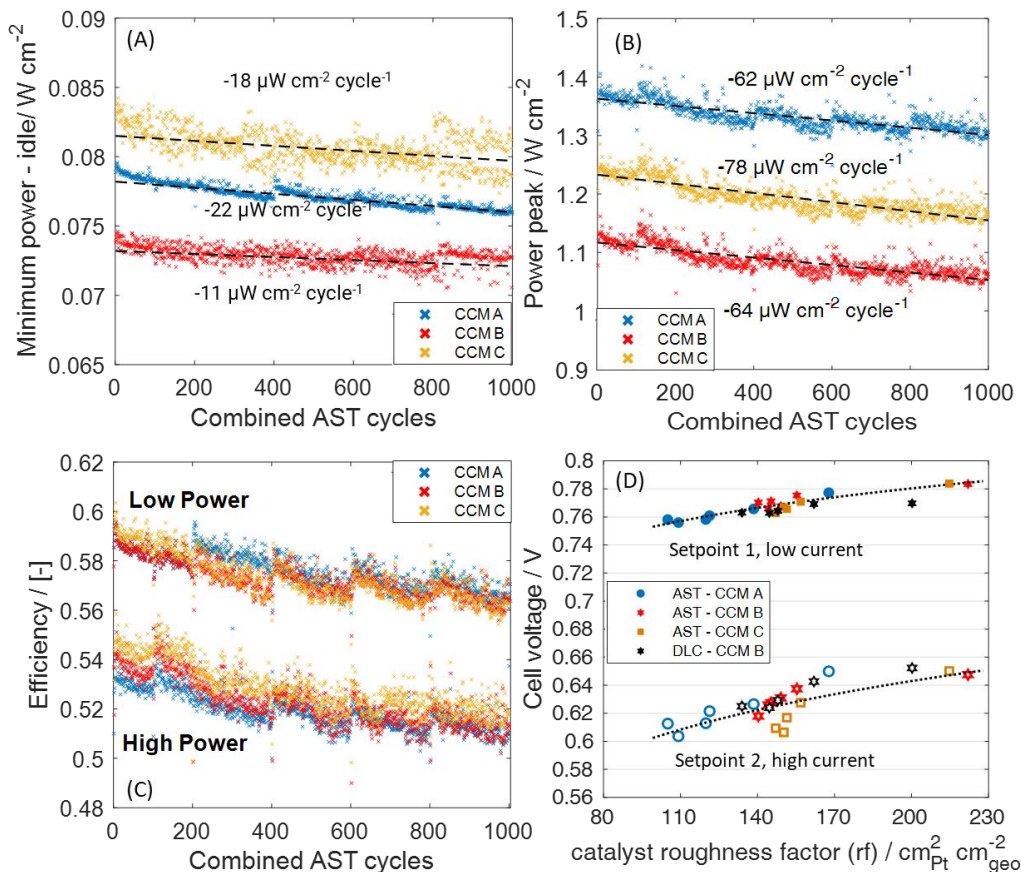 (A)
Minimum power - idle/ W cm-2
0.09
0.085
0.08
0.075
0.07
0.065
-18 µW cm-2 cycle-1
-22 µW cm-2 cycle-1
-11 µW cm-2 cycle-1
CCM A
CCM B
CCM C
0 200 400 600 800 1000
Combined AST cycles
(B)
Power peak / W cm-2
1.5
1.4
1.3
1.2
1.1
1
0.9
-62 µW cm-2 cycle-1
-78 µW cm-2 cycle-1
-64 µW cm-2 cycle-1
CCM A
CCM B
CCM C
0 200 400 600 800 1000
Combined AST cycles
(C)
Efficiency / [-]
0.62
0.6
0.58
0.56
0.54
0.52
0.5
0.48
CCM A
CCM B
CCM C
Low Power
High Power
0 200 400 600 800 1000
Combined AST cycles
(D)
Cell voltage / V
0.8
0.78
0.76
0.74
0.72
0.7
0.68
0.66
0.64
0.62
0.6
0.58
0.56
Setpoint 1, low current
AST - CCM A
AST - CCM B
AST - CCM C
DLC - CCM B
Setpoint 2, high current
80 110 140 170 200 230
catalyst roughness factor (rf) / cm2Pt cm-2geo